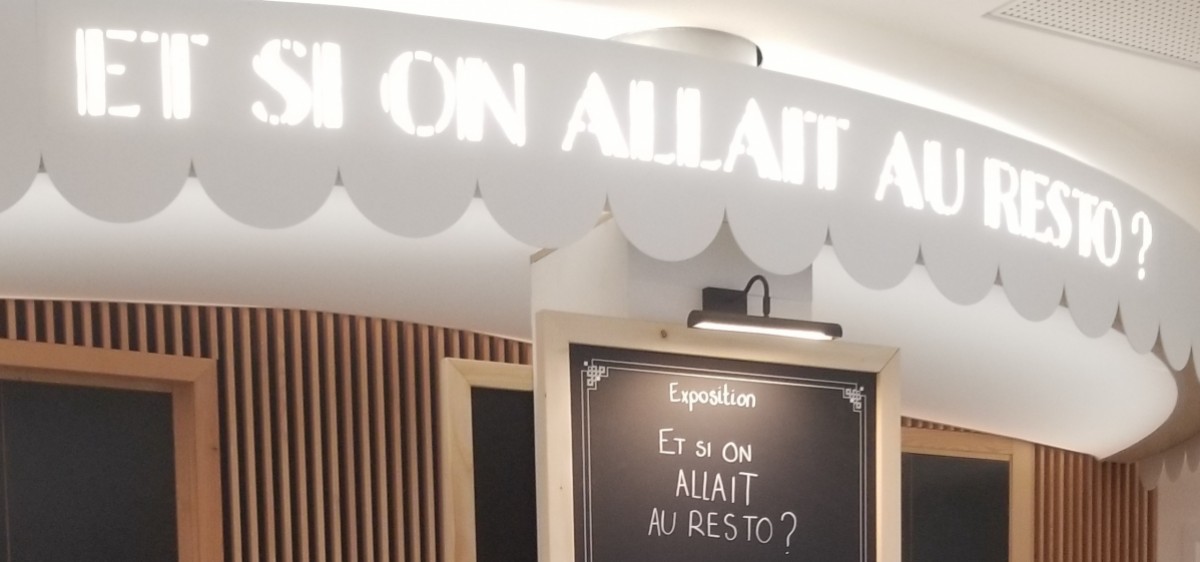 ET SI ON ALLAIT AU RESTO ?
Exposition
ET SI ON
ALLAIT
AU RESTO ?